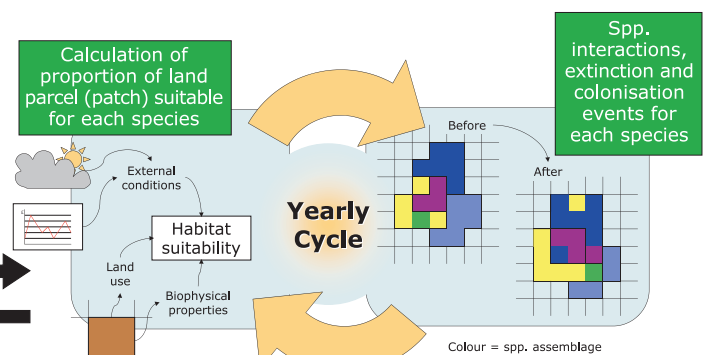 Calculation of
proportion of land
parcel (patch) suitable
for each species
Spp.
interactions,
extinction and
colonisation
events for
each species
External
conditions
Habitat
suitability
Land
use
Biophysical
properties
Yearly
Cycle
Before
After
Colour = spp. assemblage